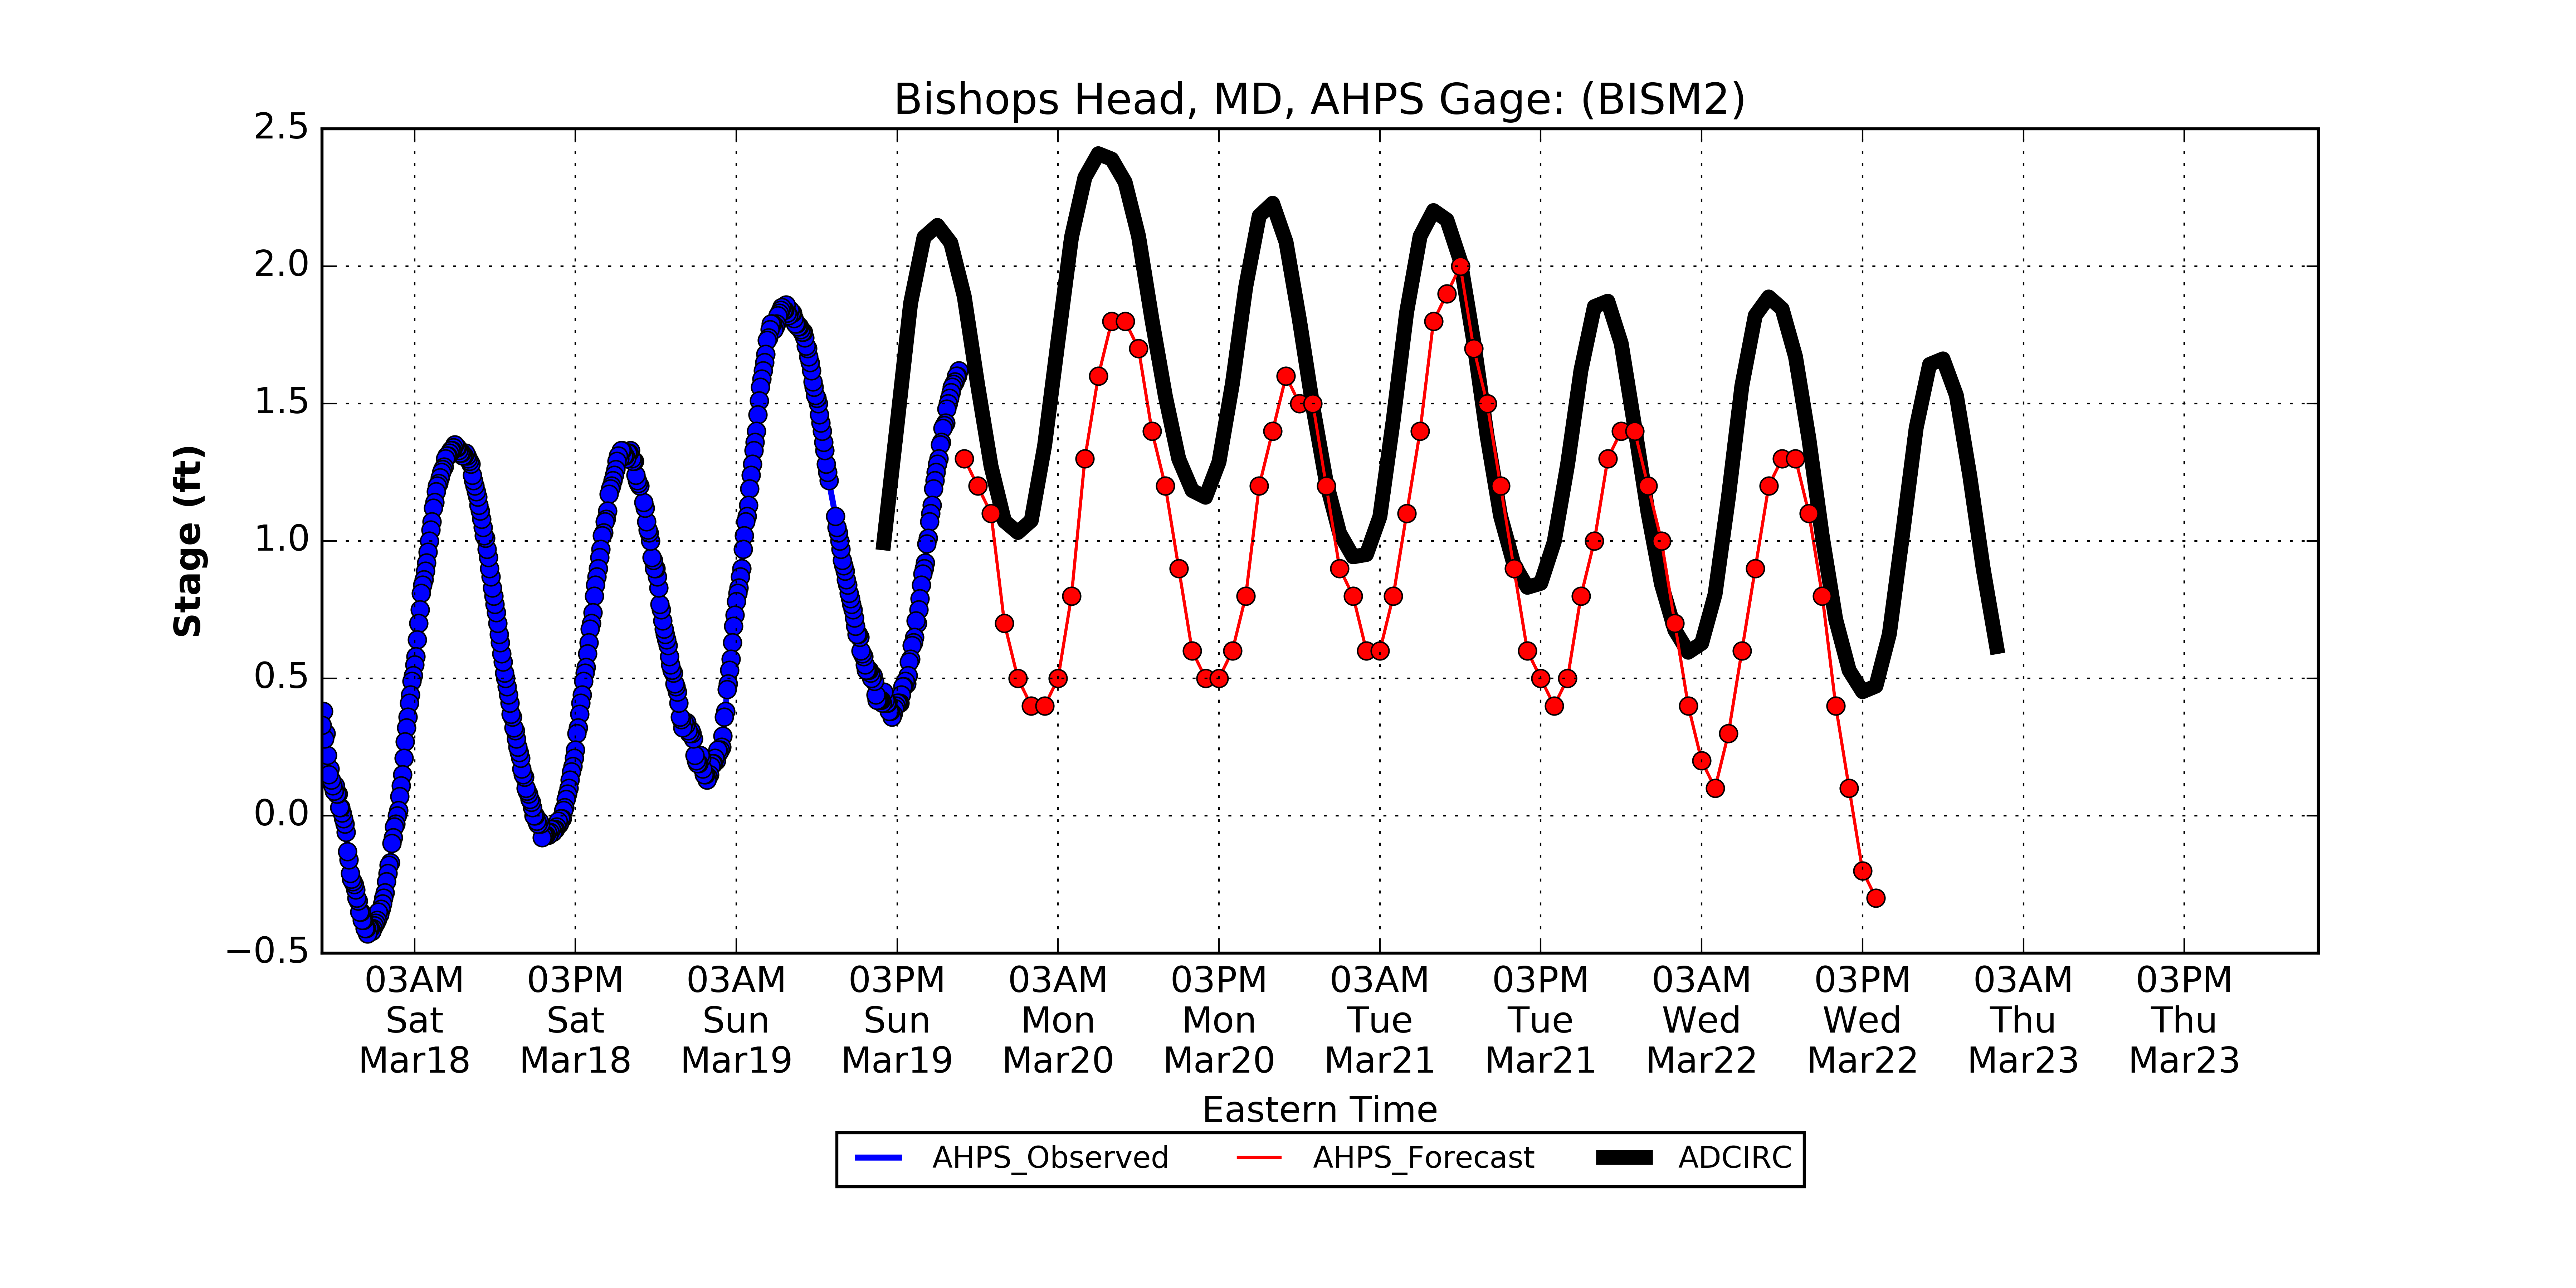 Bishops Head, MD, AHPS Gage: (BISM2)
2.5
2.0
1.5
1.0
0.5
0.0
−0.5
Stage (ft)
03AM 03PM 03AM 03PM 03AM 03PM 03AM 03PM 03AM 03PM 03AM 03PM
Sat Sat Sun Sun Mon Mon Tue Tue Wed Wed Thu Thu
Mar18 Mar18 Mar19 Mar19 Mar20 Mar20 Mar21 Mar21 Mar22 Mar22 Mar23 Mar23
Eastern Time
AHPS_Observed AHPS_Forecast ADCIRC